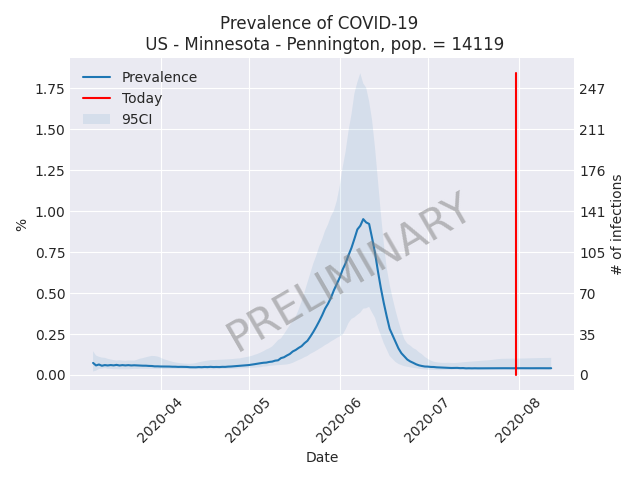 Prevalence of COVID-19
US - Minnesota - Pennington, pop. = 14119
Prevalence
Today
95CI
1.75
1.50
1.25
1.00
0.75
0.50
0.25
0.00
%
247
211
176
141
105
70
35
0
# of infections
PRELIMINARY
2020-04
2020-05
2020-06
2020-07
2020-08
Date